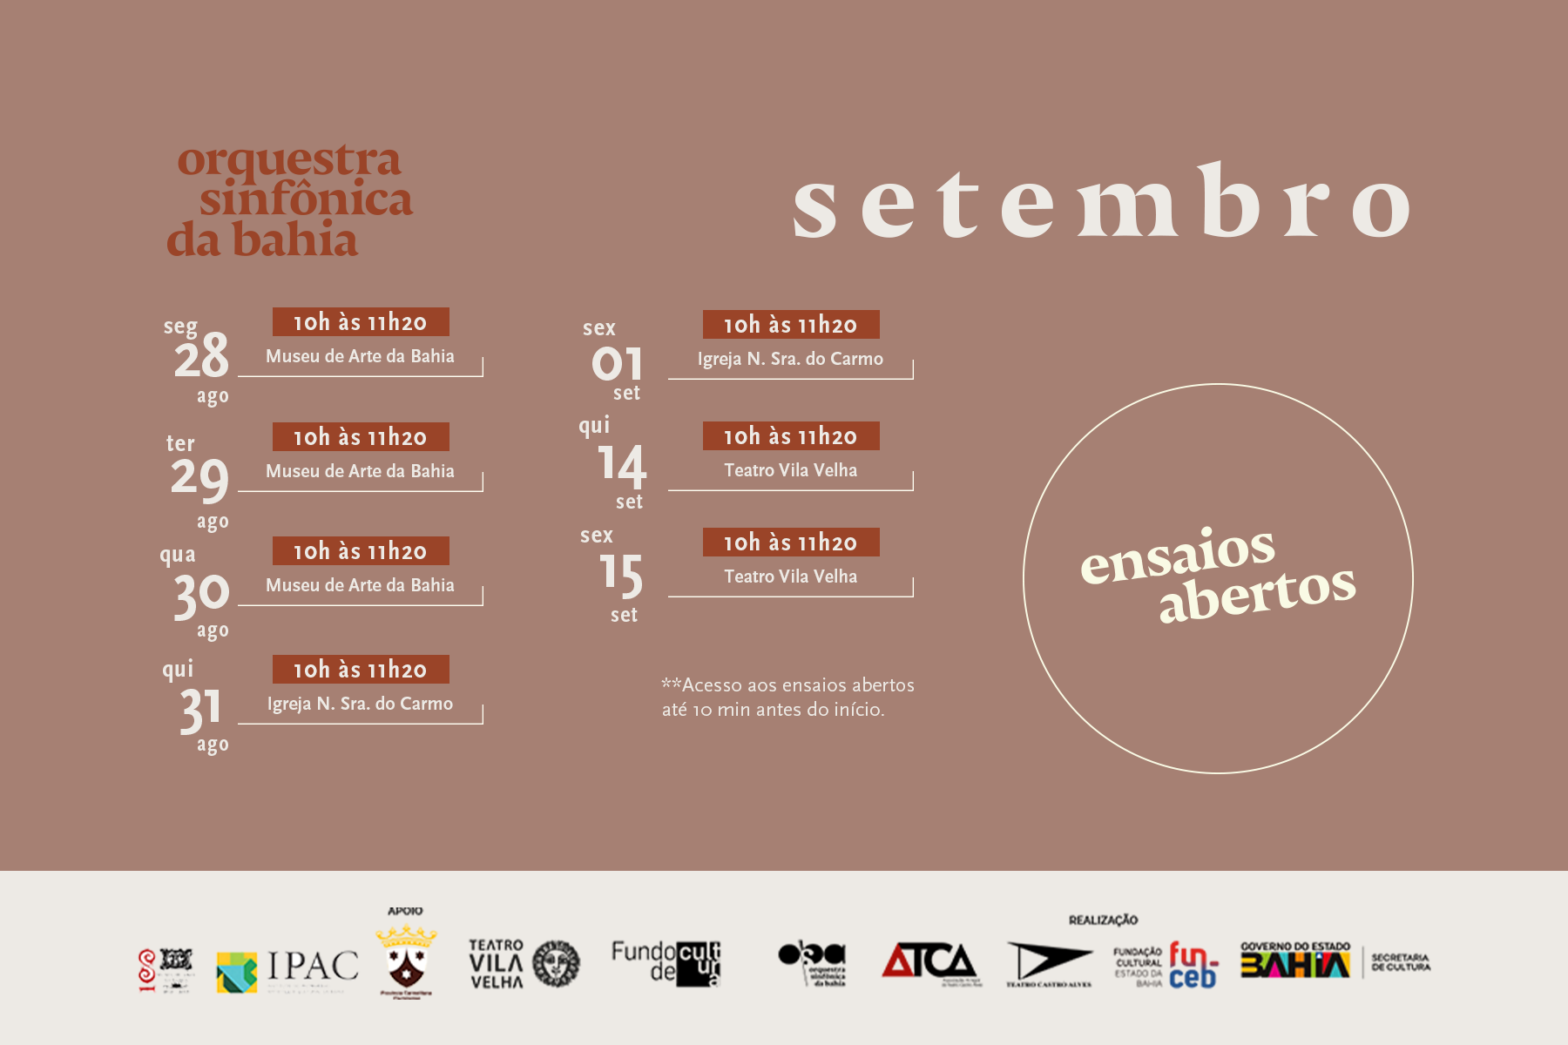 orquestra
sinfônica
da bahia
setembro
seg
28
ago
10h às 11h20
Museu de Arte da Bahia
ter
29
ago
10h às 11h20
Museu de Arte da Bahia
qua
30
ago
10h às 11h20
Museu de Arte da Bahia
qui
31
ago
10h às 11h20
Igreja N. Sra. do Carmo
sex
01
set
10h às 11h20
Igreja N. Sra. do Carmo
qui
14
set
10h às 11h20
Teatro Vila Velha
sex
15
set
10h às 11h20
Teatro Vila Velha
**Acesso aos ensaios abertos
até 10 min antes do início.
ensaios
abertos
APOIO
IPAC
TEATRO
VILA
VELHA
Fundo
de
cultura
orquestra
sinfônica
da bahia
ATCA
REALIZAÇÃO
TEATRO CASTRO ALVES
FUNDAÇÃO
CULTURAL
ESTADO DA
BAHIA
fun_
ceb
GOVERNO DO ESTADO
BAHIA
SECRETARIA
DE CULTURA